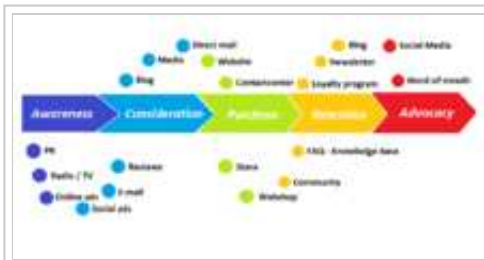 Direct mail
Blog
Social Media
Media
Website
Newsletter
Blog
Contactcenter
Loyalty program
Word of mouth
Awareness
Consideration
Purchase
Retention
Advocacy
PR
FAQ - Knowledge base
Radio / TV
Reviews
Store
Community
Online ads
E-mail
Webshop
Social ads